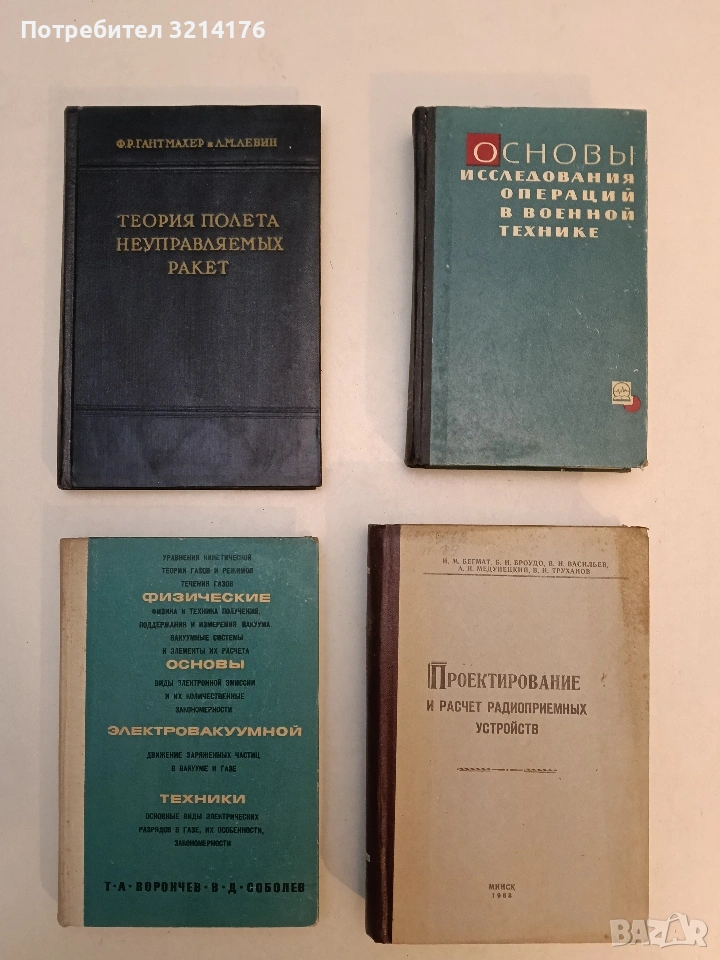 Потребител 3214176
Ф.Р.ГАНТМАХЕР и Л.М.ЛЕВИН
ТЕОРИЯ ПОЛЕТА
НЕУПРАВЛЯЕМЫХ
РАКЕТ
ОСНОВЫ
ИССЛЕДОВАНИЯ
ОПЕРАЦИЙ
В ВОЕННОЙ
ТЕХНИКЕ
УРАВНЕНИЯ КИНЕТИЧЕСКОЙ
ТЕОРИИ ГАЗОВ И РЕЖИМОВ
ТЕЧЕНИЯ ГАЗОВ
ФИЗИЧЕСКИЕ
ФИЗИКА И ТЕХНИКА ПОЛУЧЕНИЯ,
ПОДДЕРЖАНИЯ И ИЗМЕРЕНИЯ ВАКУУМА
ВАКУУМНЫЕ СИСТЕМЫ
И ЭЛЕМЕНТЫ ИХ РАСЧЕТА
ОСНОВЫ
ВИДЫ ЭЛЕКТРОННОЙ ЭМИССИИ
И ИХ КОЛИЧЕСТВЕННЫЕ
ЗАКОНОМЕРНОСТИ
ЭЛЕКТРОВАКУУМНОЙ
ДВИЖЕНИЕ ЗАРЯЖЕННЫХ ЧАСТИЦ
В ВАКУУМЕ И ГАЗЕ
ТЕХНИКИ
ОСНОВНЫЕ ВИДЫ ЭЛЕКТРИЧЕСКИХ
РАЗРЯДОВ В ГАЗЕ, ИХ ОСОБЕННОСТИ,
ЗАКОНОМЕРНОСТИ
Т·А·ВОРОНЧЕВ·В·Д·СОБОЛЕВ
И. М. БЕГМАТ, Б. И. БРОУДО, В. Н. ВАСИЛЬЕВ,
Л. И. МЕДУНЕЦКИЙ, В. И. ТРУХАНОВ
ПРОЕКТИРОВАНИЕ
И РАСЧЕТ РАДИОПРИЕМНЫХ
УСТРОЙСТВ
МИНСК
BAZAR